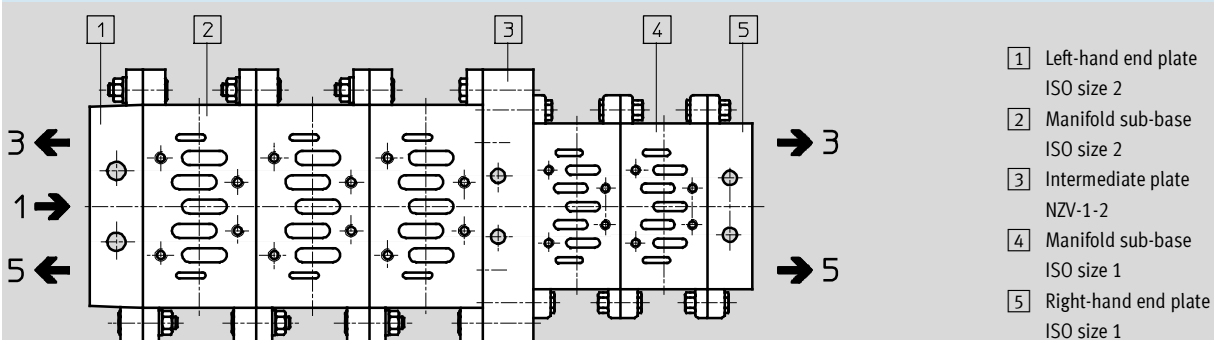 1 2 3 4 5
3 3
1
5 5
1 Left-hand end plate
ISO size 2
2 Manifold sub-base
ISO size 2
3 Intermediate plate
NZV-1-2
4 Manifold sub-base
ISO size 1
5 Right-hand end plate
ISO size 1